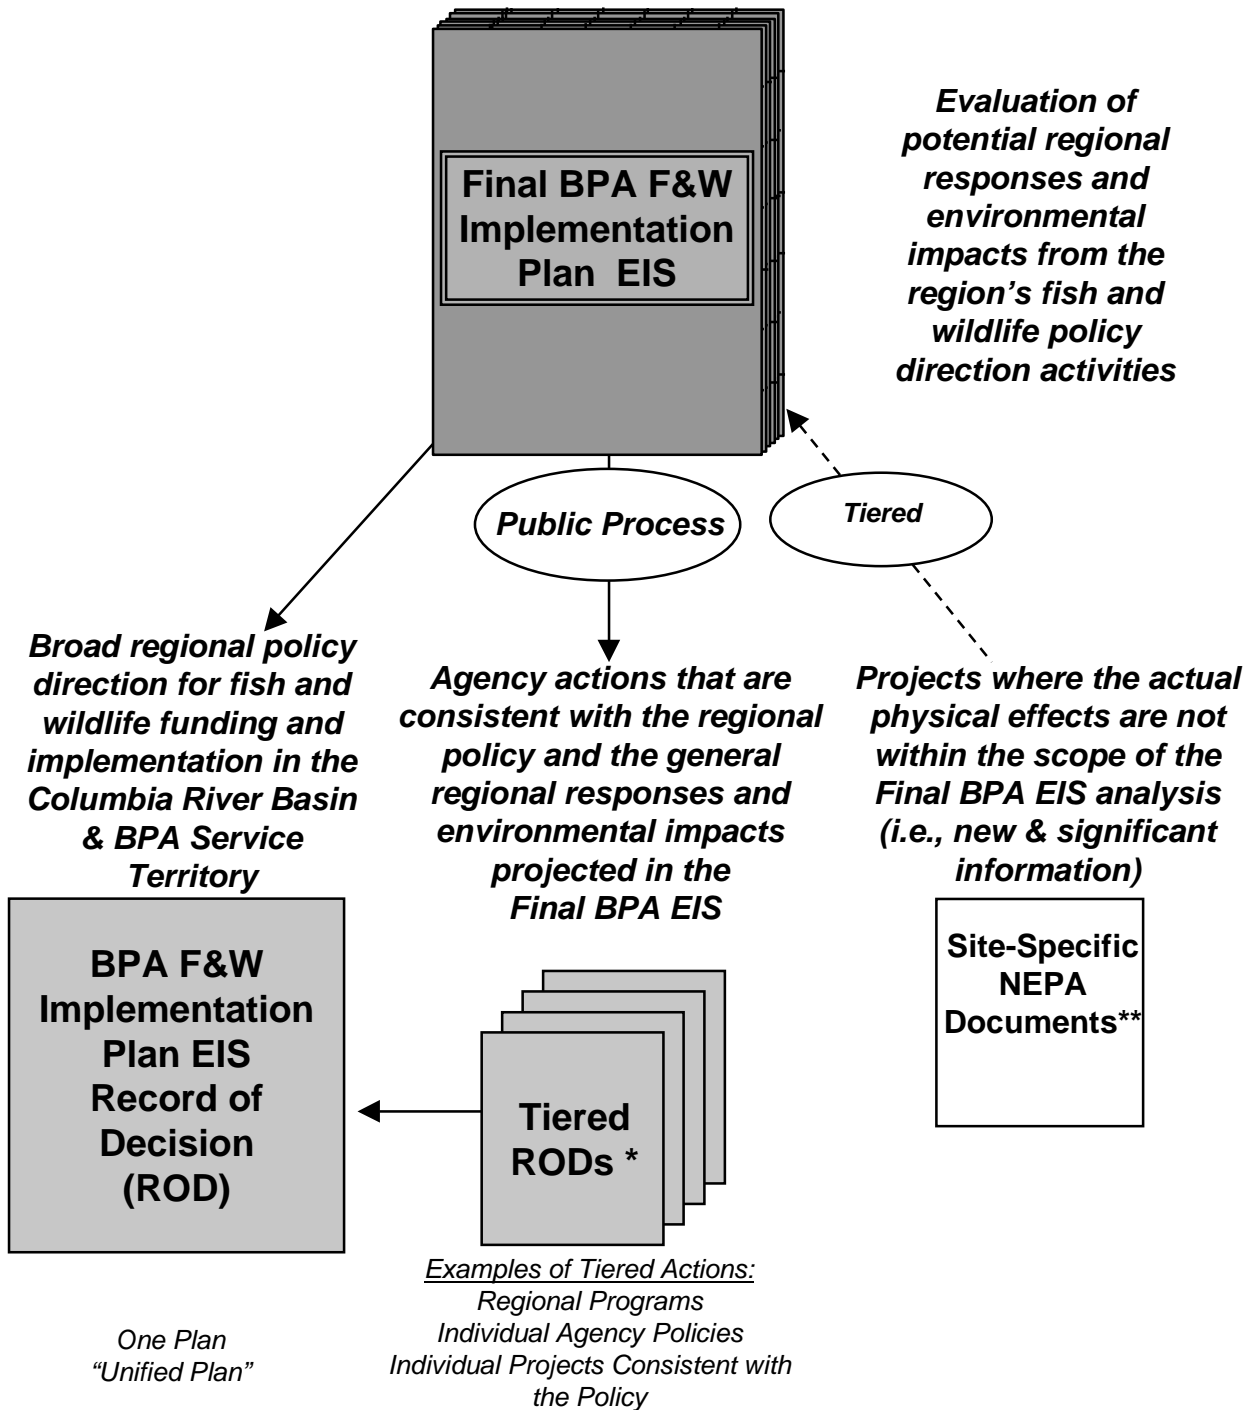 Final BPA F&W
Implementation
Plan EIS
Evaluation of
potential regional
responses and
environmental
impacts from the
region's fish and
wildlife policy
direction activities
Public Process
Tiered
Broad regional policy
direction for fish and
wildlife funding and
implementation in the
Columbia River Basin
& BPA Service
Territory
Agency actions that are
consistent with the regional
policy and the general
regional responses and
environmental impacts
projected in the
Final BPA EIS
Projects where the actual
physical effects are not
within the scope of the
Final BPA EIS analysis
(i.e., new & significant
information)
BPA F&W
Implementation
Plan EIS
Record of
Decision
(ROD)
Tiered
RODs *
Site-Specific
NEPA
Documents**
One Plan
“Unified Plan”
Examples of Tiered Actions:
Regional Programs
Individual Agency Policies
Individual Projects Consistent with
the Policy